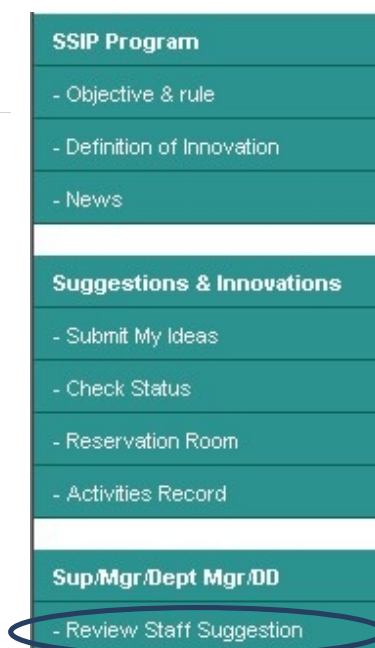 SSIP Program
- Objective & rule
- Definition of Innovation
- News
Suggestions & Innovations
- Submit My Ideas
- Check Status
- Reservation Room
- Activities Record
Sup/Mgr/Dept Mgr/DD
- Review Staff Suggestion